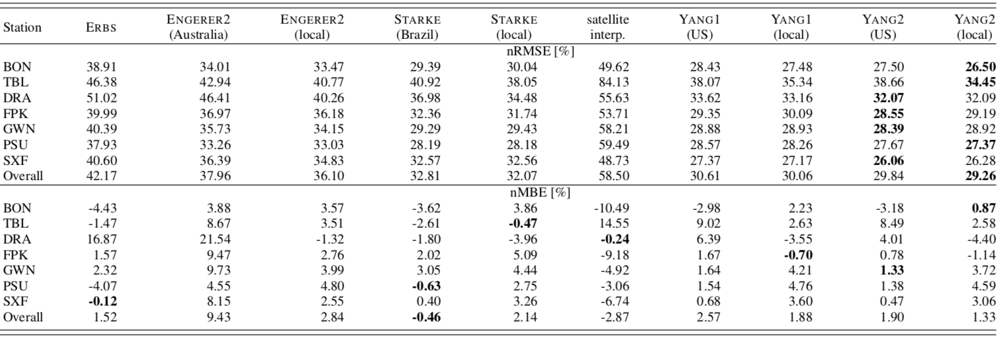 Station ERBS ENGERER2 (Australia) ENGERER2 (local) STARKE (Brazil) STARKE (local) satellite interp. YANG1 (US) YANG1 (local) YANG2 (US) YANG2 (local)
nRMSE [%]
BON 38.91 34.01 33.47 29.39 30.04 49.62 28.43 27.48 27.50 26.50
TBL 46.38 42.94 40.77 40.92 38.05 84.13 38.07 35.34 38.66 34.45
DRA 51.02 46.41 40.26 36.98 34.48 55.63 33.62 33.16 32.07 32.09
FPK 39.99 36.97 36.18 32.36 31.74 53.71 29.35 30.09 28.55 29.19
GWN 40.39 35.73 34.15 29.29 29.43 58.21 28.88 28.93 28.39 28.92
PSU 37.93 33.26 33.03 28.19 28.18 59.49 28.57 28.26 27.67 27.37
SXF 40.60 36.39 34.83 32.57 32.56 48.73 27.37 27.17 26.06 26.28
Overall 42.17 37.96 36.10 32.81 32.07 58.50 30.61 30.06 29.84 29.26
nMBE [%]
BON -4.43 3.88 3.57 -3.62 3.86 -10.49 -2.98 2.23 -3.18 0.87
TBL -1.47 8.67 3.51 -2.61 -0.47 14.55 9.02 2.63 8.49 2.58
DRA 16.87 21.54 -1.32 -1.80 -3.96 -0.24 6.39 -3.55 4.01 -4.40
FPK 1.57 9.47 2.76 2.02 5.09 -9.18 1.67 -0.70 0.78 -1.14
GWN 2.32 9.73 3.99 3.05 4.44 -4.92 1.64 4.21 1.33 3.72
PSU -4.07 4.55 4.80 -0.63 2.75 -3.06 1.54 4.76 1.38 4.59
SXF -0.12 8.15 2.55 0.40 3.26 -6.74 0.68 3.60 0.47 3.06
Overall 1.52 9.43 2.84 -0.46 2.14 -2.87 2.57 1.88 1.90 1.33